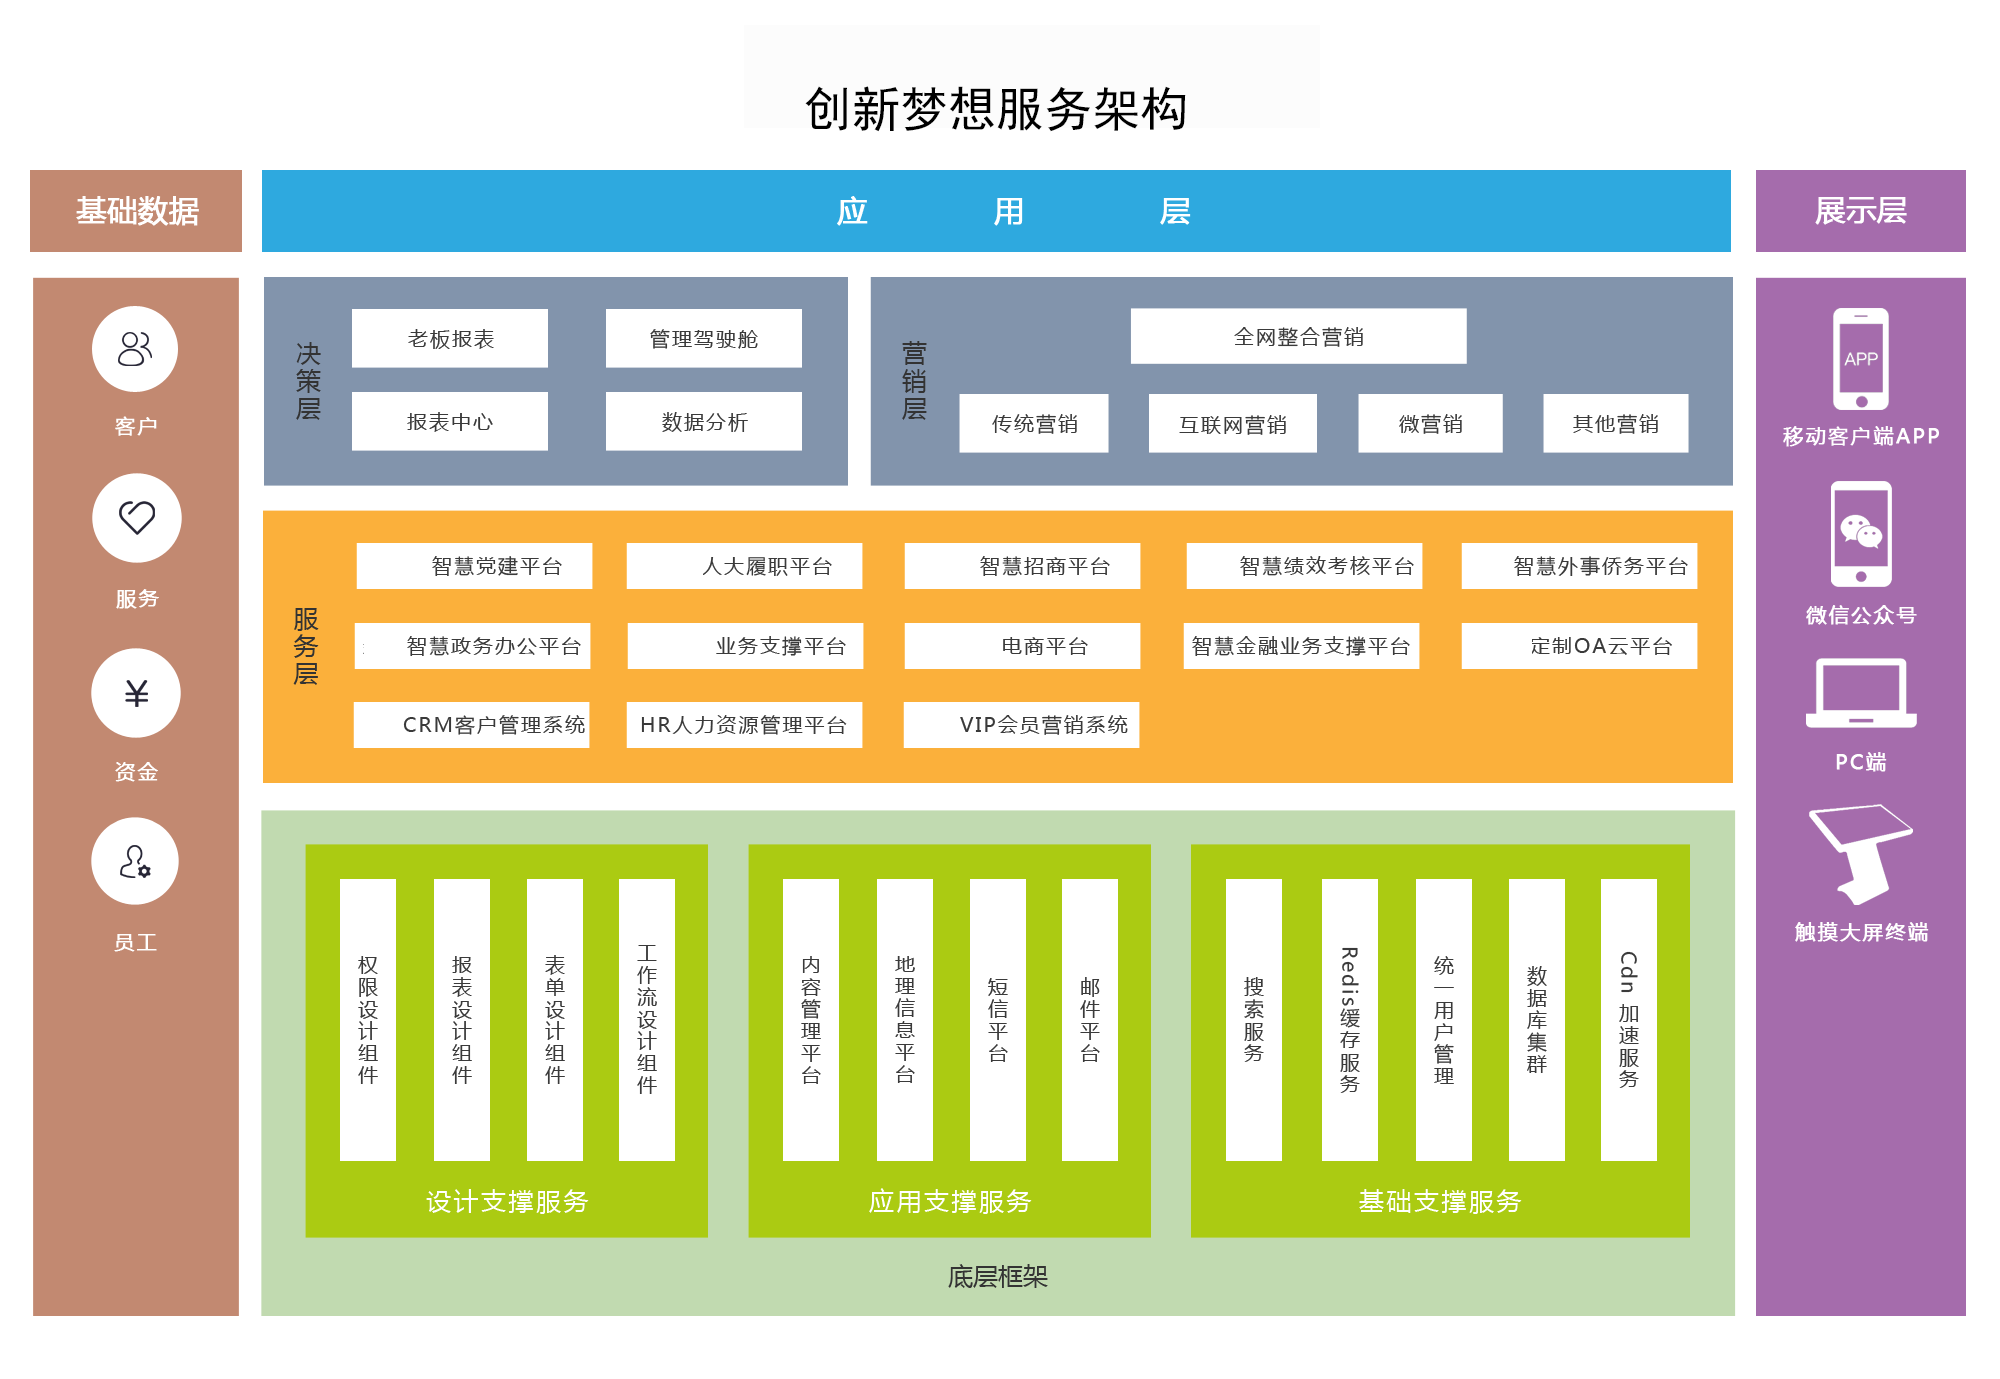 创新梦想服务架构
基础数据
应用层
展示层
客户
服务
资金
员工
决策层
老板报表
管理驾驶舱
报表中心
数据分析
营销层
全网整合营销
传统营销
互联网营销
微营销
其他营销
服务层
智慧党建平台
人大履职平台
智慧招商平台
智慧绩效考核平台
智慧外事侨务平台
智慧政务办公平台
业务支撑平台
电商平台
智慧金融业务支撑平台
定制OA云平台
CRM客户管理系统
HR人力资源管理平台
VIP会员营销系统
权限设计组件
报表设计组件
表单设计组件
工作流设计组件
设计支撑服务
内容管理平台
地理信息平台
短信平台
邮件平台
应用支撑服务
搜索服务
Redis缓存服务
统一用户管理
数据库集群
Cdn 加速服务
基础支撑服务
底层框架
APP
移动客户端APP
微信公众号
PC端
触摸大屏终端